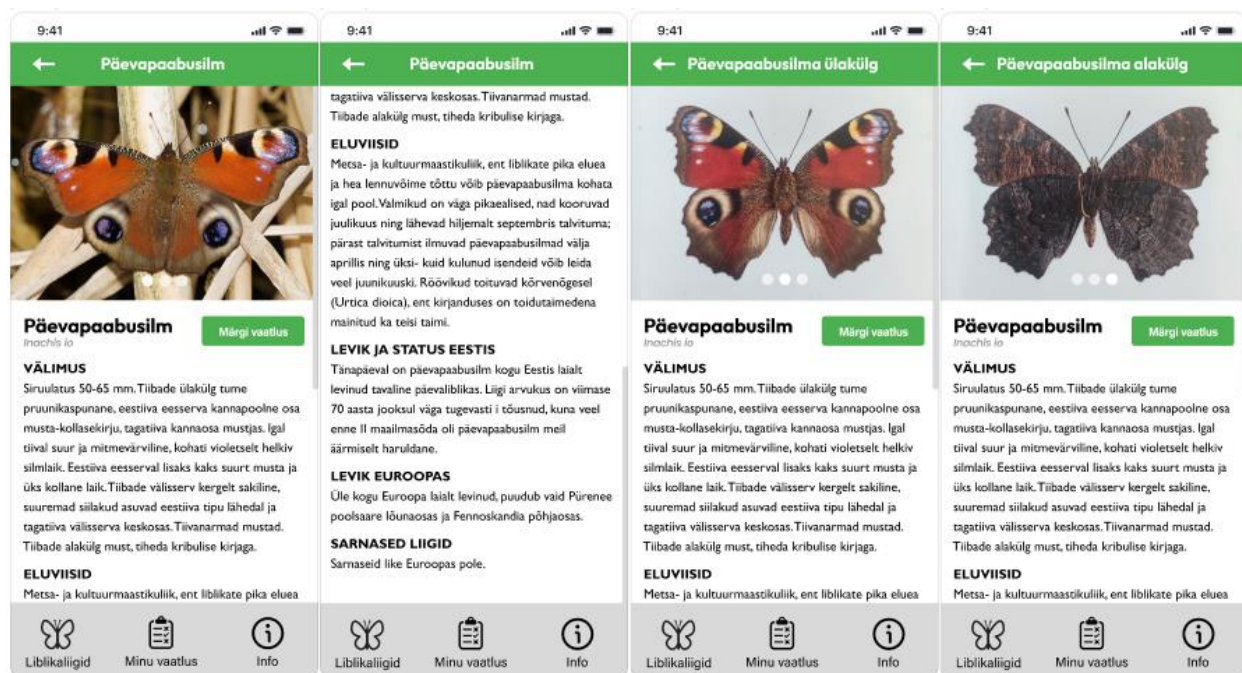 9:41
Päevapaabusilm
Päevapaabusilm
Märgi vaatlus
Inachis io
VÄLIMUS
Siruulatus 50-65 mm. Tiibade ülakülg tume
pruunikaspunane, eestiiva eesserva kannapoolne osa
musta-kollasekirju, tagatiiva kannaosa mustjas. Igal
tiival suur ja mitmevärviline, kohati violetselt helkiv
silmlaik. Eestiiva eesserval lisaks kaks suurt musta ja
üks kollane laik. Tiibade välisserv kergelt sakiline,
suuremad siilakud asuvad eestiiva tipu lähedal ja
tagatiiva välisserva keskosas. Tiivanarmad mustad.
Tiibade alakülg must, tiheda kribulise kirjaga.
ELUVIISID
Metsa- ja kultuurmaastikuliik, ent liblikate pika eluea
Liblikaliigid
Minu vaatlus
Info
9:41
Päevapaabusilm
tagatiiva välisserva keskosas. Tiivanarmad mustad.
Tiibade alakülg must, tiheda kribulise kirjaga.
ELUVIISID
Metsa- ja kultuurmaastikuliik, ent liblikate pika eluea
ja hea lennuvõime tõttu võib päevapaabusilma kohata
igal pool. Valmikud on väga pikaealised, nad kooruvad
juulikuus ning lähevad hiljemalt septembris talvituma;
pärast talvitumist ilmuvad päevapaabusilmad välja
aprillis ning üksi- kuid kulunud isendeid võib leida
veel juunikuuski. Röövikud toituvad kõrvenõgesel
(Urtica dioica), ent kirjanduses on toidutaimedena
mainitud ka teisi taimi.
LEVIK JA STATUS EESTIS
Tänapäeval on päevapaabusilm kogu Eestis laialt
levinud tavaline päevaliblikas. Liigi arvukus on viimase
70 aasta jooksul väga tugevasti i tõusnud, kuna veel
enne II maailmasõda oli päevapaabusilm meil
äärmiselt haruldane.
LEVIK EUROOPAS
Üle kogu Euroopa laialt levinud, puudub vaid Pürenee
poolsaare lõunaosas ja Fennoskandia põhjaosas.
SARNASED LIIGID
Sarnaseid like Euroopas pole.
Liblikaliigid
Minu vaatlus
Info
9:41
Päevapaabusilma ülakülg
Päevapaabusilm
Märgi vaatlus
Inachis io
VÄLIMUS
Siruulatus 50-65 mm. Tiibade ülakülg tume
pruunikaspunane, eestiiva eesserva kannapoolne osa
musta-kollasekirju, tagatiiva kannaosa mustjas. Igal
tiival suur ja mitmevärviline, kohati violetselt helkiv
silmlaik. Eestiiva eesserval lisaks kaks suurt musta ja
üks kollane laik. Tiibade välisserv kergelt sakiline,
suuremad siilakud asuvad eestiiva tipu lähedal ja
tagatiiva välisserva keskosas. Tiivanarmad mustad.
Tiibade alakülg must, tiheda kribulise kirjaga.
ELUVIISID
Metsa- ja kultuurmaastikuliik, ent liblikate pika eluea
Liblikaliigid
Minu vaatlus
Info
9:41
Päevapaabusilma alakülg
Päevapaabusilm
Märgi vaatlus
Inachis io
VÄLIMUS
Siruulatus 50-65 mm. Tiibade ülakülg tume
pruunikaspunane, eestiiva eesserva kannapoolne osa
musta-kollasekirju, tagatiiva kannaosa mustjas. Igal
tiival suur ja mitmevärviline, kohati violetselt helkiv
silmlaik. Eestiiva eesserval lisaks kaks suurt musta ja
üks kollane laik. Tiibade välisserv kergelt sakiline,
suuremad siilakud asuvad eestiiva tipu lähedal ja
tagatiiva välisserva keskosas. Tiivanarmad mustad.
Tiibade alakülg must, tiheda kribulise kirjaga.
ELUVIISID
Metsa- ja kultuurmaastikuliik, ent liblikate pika eluea
Liblikaliigid
Minu vaatlus
Info